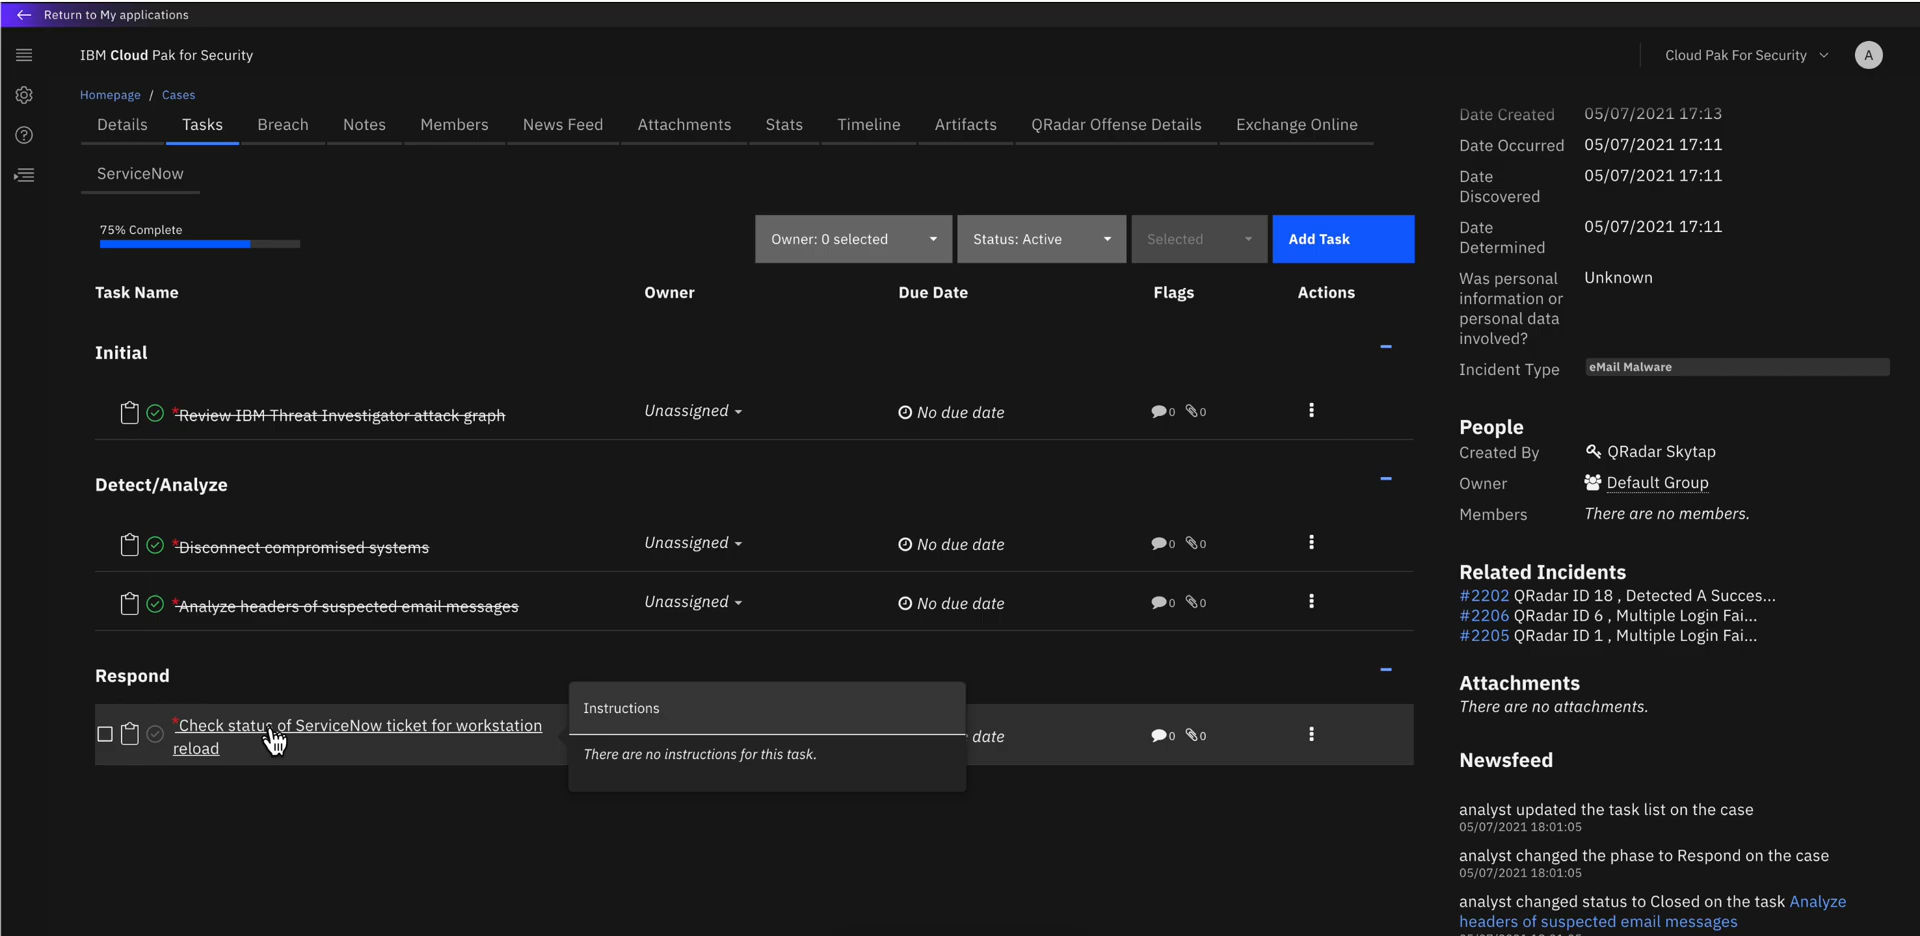 Return to My applications
IBM Cloud Pak for Security
Cloud Pak For Security
A
Homepage / Cases
Details
Tasks
Breach
Notes
Members
News Feed
Attachments
Stats
Timeline
Artifacts
QRadar Offense Details
Exchange Online
ServiceNow
75% Complete
Owner: 0 selected
Status: Active
Selected
Add Task
Task Name
Owner
Due Date
Flags
Actions
Initial
*Review IBM Threat Investigator attack graph
Unassigned
No due date
0
0
Detect/Analyze
*Disconnect compromised systems
Unassigned
No due date
0
0
*Analyze headers of suspected email messages
Unassigned
No due date
0
0
Respond
*Check status of ServiceNow ticket for workstation
reload
Instructions
There are no instructions for this task.
date
0
0
Date Created
05/07/2021 17:13
Date Occurred
05/07/2021 17:11
Date
Discovered
05/07/2021 17:11
Date
Determined
05/07/2021 17:11
Was personal
information or
personal data
involved?
Unknown
Incident Type
eMail Malware
People
Created By
QRadar Skytap
Owner
Default Group
Members
There are no members.
Related Incidents
#2202 QRadar ID 18 , Detected A Succes...
#2206 QRadar ID 6 , Multiple Login Fai...
#2205 QRadar ID 1 , Multiple Login Fai...
Attachments
There are no attachments.
Newsfeed
analyst updated the task list on the case
05/07/2021 18:01:05
analyst changed the phase to Respond on the case
05/07/2021 18:01:05
analyst changed status to Closed on the task Analyze
headers of suspected email messages